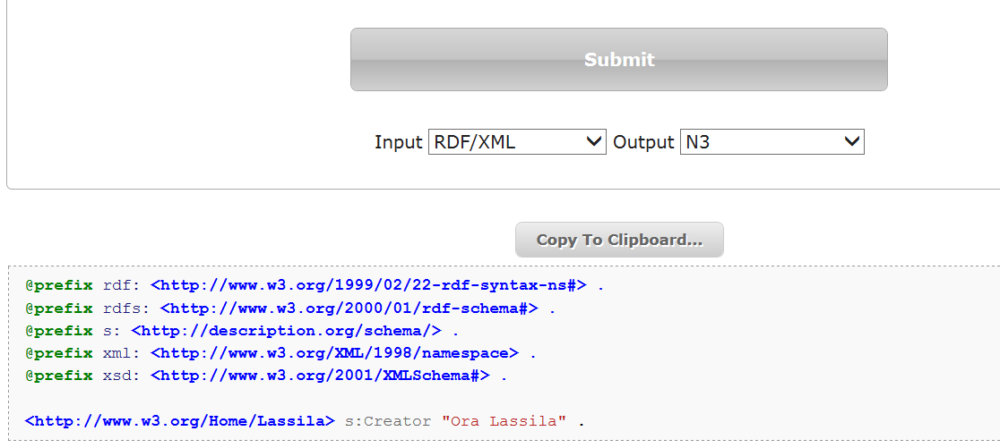 Submit
Input RDF/XML Output N3
Copy To Clipboard...
@prefix rdf: <http://www.w3.org/1999/02/22-rdf-syntax-ns#> .
@prefix rdfs: <http://www.w3.org/2000/01/rdf-schema#> .
@prefix s: <http://description.org/schema/> .
@prefix xml: <http://www.w3.org/XML/1998/namespace> .
@prefix xsd: <http://www.w3.org/2001/XMLSchema#> .
<http://www.w3.org/Home/Lassila> s:Creator "Ora Lassila" .